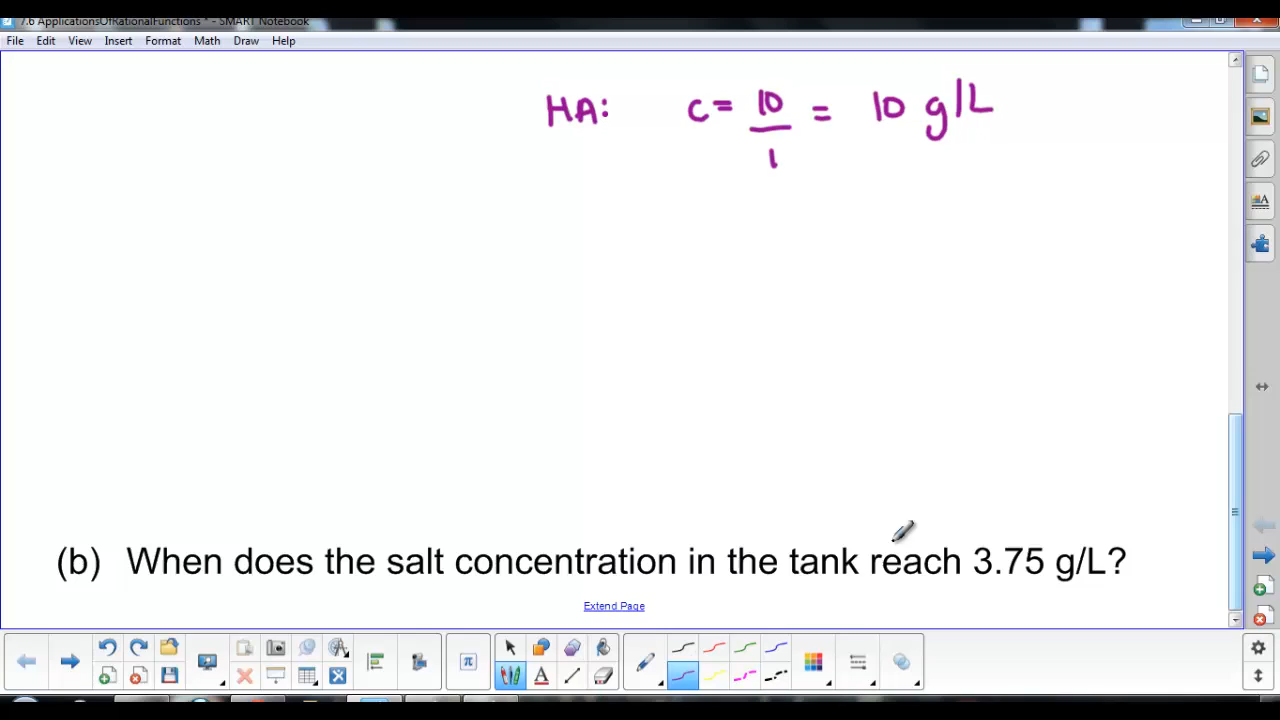 7.6 ApplicationsOfRationalFunctions * - SMART Notebook
File Edit View Insert Format Math Draw Help
HA: c = 10/1 = 10 g/L
(b) When does the salt concentration in the tank reach 3.75 g/L?
Extend Page